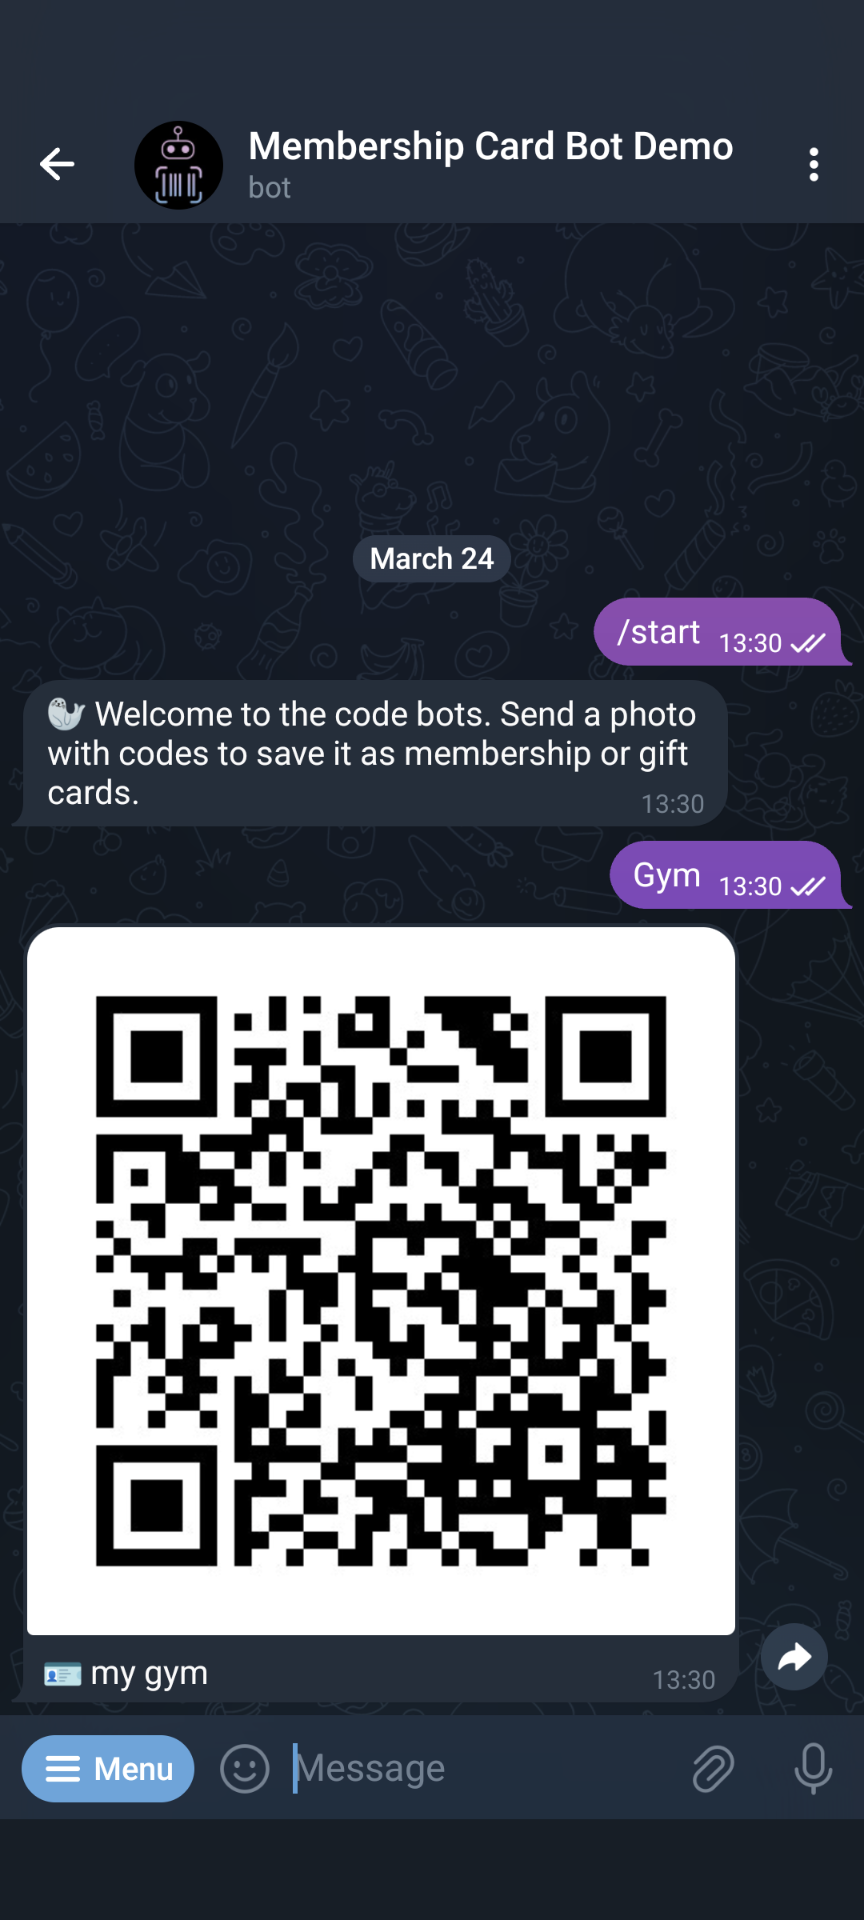 Membership Card Bot Demo
bot
March 24
/start 13:30
Welcome to the code bots. Send a photo
with codes to save it as membership or gift
cards. 13:30
Gym 13:30
my gym 13:30
Menu Message